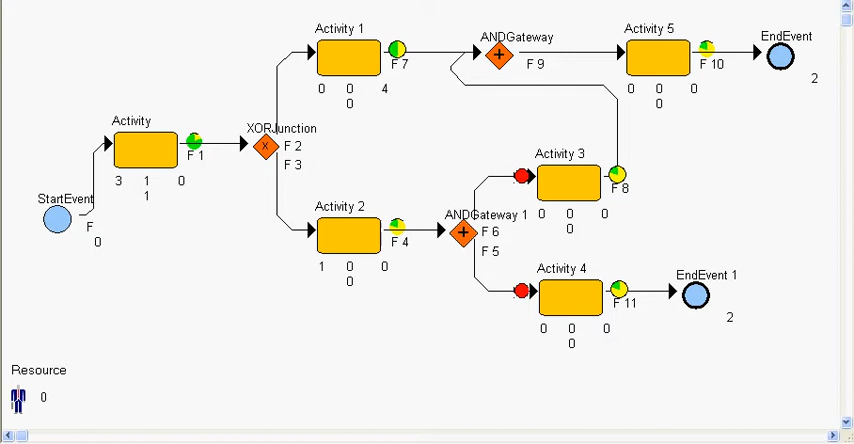 Activity 1
F 7
0 0 4
0
ANDGateway
+
F 9
Activity 5
F 10
0 0 0
0
EndEvent
2
Activity
F 1
3 1 0
1
XORJunction
X
F 2
F 3
StartEvent
F
0
Activity 3
F 8
0 0 0
0
Activity 2
F 4
1 0 0
0
ANDGateway 1
+
F 6
F 5
Activity 4
F 11
0 0 0
0
EndEvent 1
2
Resource
0